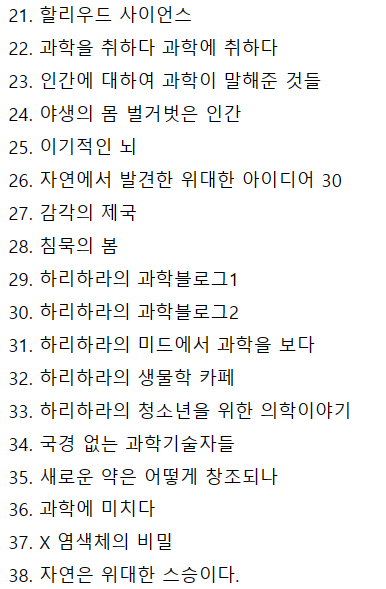 21. 할리우드 사이언스
22. 과학을 취하다 과학에 취하다
23. 인간에 대하여 과학이 말해준 것들
24. 야생의 몸 벌거벗은 인간
25. 이기적인 뇌
26. 자연에서 발견한 위대한 아이디어 30
27. 감각의 제국
28. 침묵의 봄
29. 하리하라의 과학블로그1
30. 하리하라의 과학블로그2
31. 하리하라의 미드에서 과학을 보다
32. 하리하라의 생물학 카페
33. 하리하라의 청소년을 위한 의학이야기
34. 국경 없는 과학기술자들
35. 새로운 약은 어떻게 창조되나
36. 과학에 미치다
37. X 염색체의 비밀
38. 자연은 위대한 스승이다.